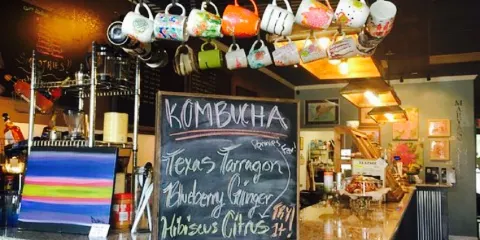 KOMBUCHA
Texas Tarragon
Blueberry Ginger
Hibiscus Citrus
TRY
IT!